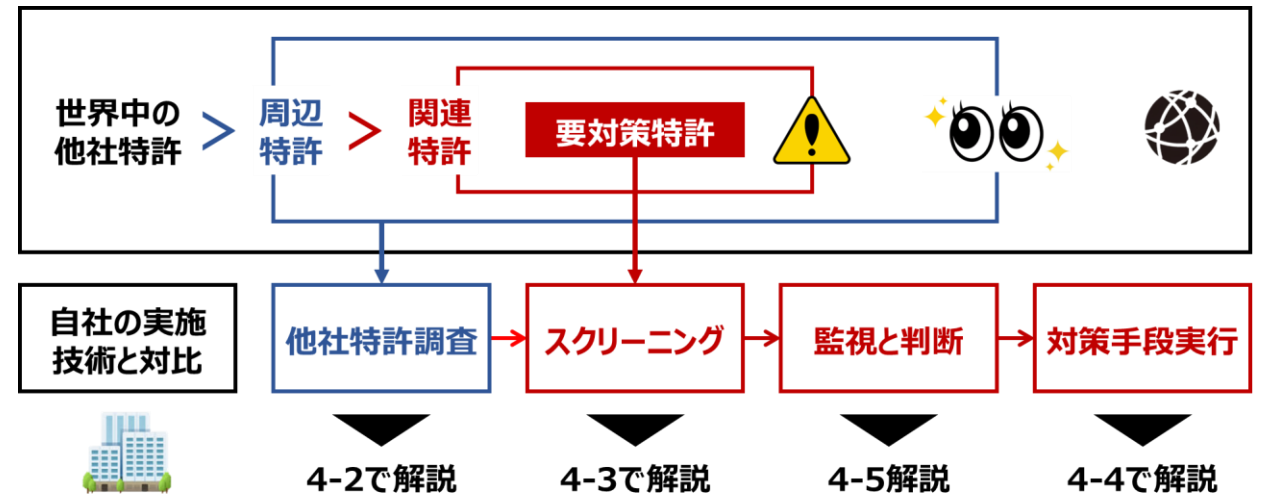 世界中の
他社特許
>
周辺
特許
>
関連
特許
要対策特許
自社の実施
技術と対比
他社特許調査
スクリーニング
監視と判断
対策手段実行
4-2で解説
4-3で解説
4-5解説
4-4で解説